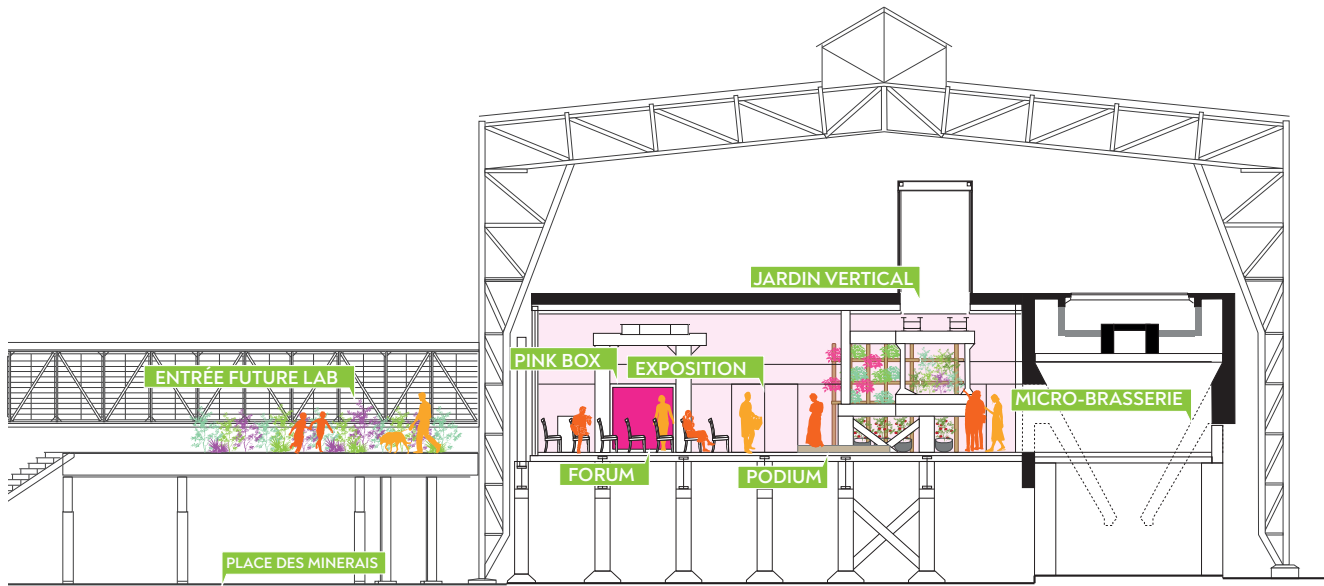 JARDIN VERTICAL
PINK BOX
EXPOSITION
ENTRÉE FUTURE LAB
MICRO-BRASSERIE
FORUM
PODIUM
PLACE DES MINERAIS